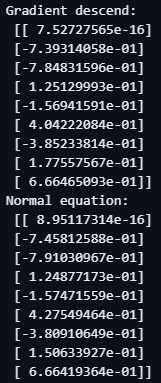 Gradient descend:
[[ 7.52727565e-16]
[-7.39314058e-01]
[-7.84831596e-01]
[ 1.25129993e-01]
[-1.56941591e-01]
[ 4.04222084e-01]
[-3.85233814e-01]
[ 1.77557567e-01]
[ 6.66465093e-01]]
Normal equation:
[[ 8.95117314e-16]
[-7.45812588e-01]
[-7.91030967e-01]
[ 1.24877173e-01]
[-1.57471559e-01]
[ 4.27549464e-01]
[-3.80910649e-01]
[ 1.50633927e-01]
[ 6.66419364e-01]]